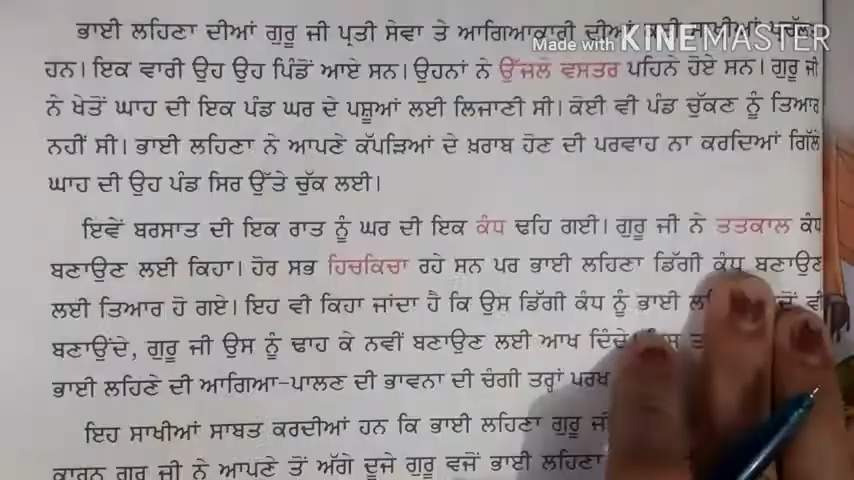 ਭਾਈ ਲਹਿਣਾ ਦੀਆਂ ਗੁਰੂ ਜੀ ਪ੍ਰਤੀ ਸੇਵਾ ਤੇ ਆਗਿਆਕਾਰੀ ਦੀਆਂ ਕਈ ਸਾਖੀਆਂ
Made with KINEMASTER
ਹਨ। ਇਕ ਵਾਰੀ ਉਹ ਉਹ ਪਿੰਡੋਂ ਆਏ ਸਨ। ਉਹਨਾਂ ਨੇ ਉੱਜਲੇ ਵਸਤਰ ਪਹਿਨੇ ਹੋਏ ਸਨ। ਗੁਰੂ ਜੀ
ਨੇ ਖੇਤੋਂ ਘਾਹ ਦੀ ਇਕ ਪੰਡ ਘਰ ਦੇ ਪਸ਼ੂਆਂ ਲਈ ਲਿਜਾਣੀ ਸੀ। ਕੋਈ ਵੀ ਪੰਡ ਚੁੱਕਣ ਨੂੰ ਤਿਆਰ
ਨਹੀਂ ਸੀ। ਭਾਈ ਲਹਿਣਾ ਨੇ ਆਪਣੇ ਕੱਪੜਿਆਂ ਦੇ ਖ਼ਰਾਬ ਹੋਣ ਦੀ ਪਰਵਾਹ ਨਾ ਕਰਦਿਆਂ ਗਿੱਲੇ
ਘਾਹ ਦੀ ਉਹ ਪੰਡ ਸਿਰ ਉੱਤੇ ਚੁੱਕ ਲਈ।
ਇਵੇਂ ਬਰਸਾਤ ਦੀ ਇਕ ਰਾਤ ਨੂੰ ਘਰ ਦੀ ਇਕ ਕੰਧ ਢਹਿ ਗਈ। ਗੁਰੂ ਜੀ ਨੇ ਤਤਕਾਲ ਕੰਧ
ਬਣਾਉਣ ਲਈ ਕਿਹਾ। ਹੋਰ ਸਭ ਹਿਚਕਿਚਾ ਰਹੇ ਸਨ ਪਰ ਭਾਈ ਲਹਿਣਾ ਡਿੱਗੀ ਕੰਧ ਬਣਾਉਣ
ਲਈ ਤਿਆਰ ਹੋ ਗਏ। ਇਹ ਵੀ ਕਿਹਾ ਜਾਂਦਾ ਹੈ ਕਿ ਉਸ ਡਿੱਗੀ ਕੰਧ ਨੂੰ ਭਾਈ ਵੀ
ਬਣਾਉਂਦੇ, ਗੁਰੂ ਜੀ ਉਸ ਨੂੰ ਢਾਹ ਕੇ ਨਵੀਂ ਬਣਾਉਣ ਲਈ ਆਖ ਦਿੰਦੇ।
ਭਾਈ ਲਹਿਣੇ ਦੀ ਆਗਿਆ-ਪਾਲਣ ਦੀ ਭਾਵਨਾ ਦੀ ਚੰਗੀ ਤਰ੍ਹਾਂ ਪਰਖ
ਇਹ ਸਾਖੀਆਂ ਸਾਬਤ ਕਰਦੀਆਂ ਹਨ ਕਿ ਭਾਈ ਲਹਿਣਾ ਗੁਰੂ ਜੀ
ਕਾਰਨ ਗੁਰੂ ਜੀ ਨੇ ਆਪਣੇ ਤੋਂ ਅੱਗੇ ਦੂਜੇ ਗੁਰੂ ਵਜੋਂ ਭਾਈ ਲਹਿਣਾ